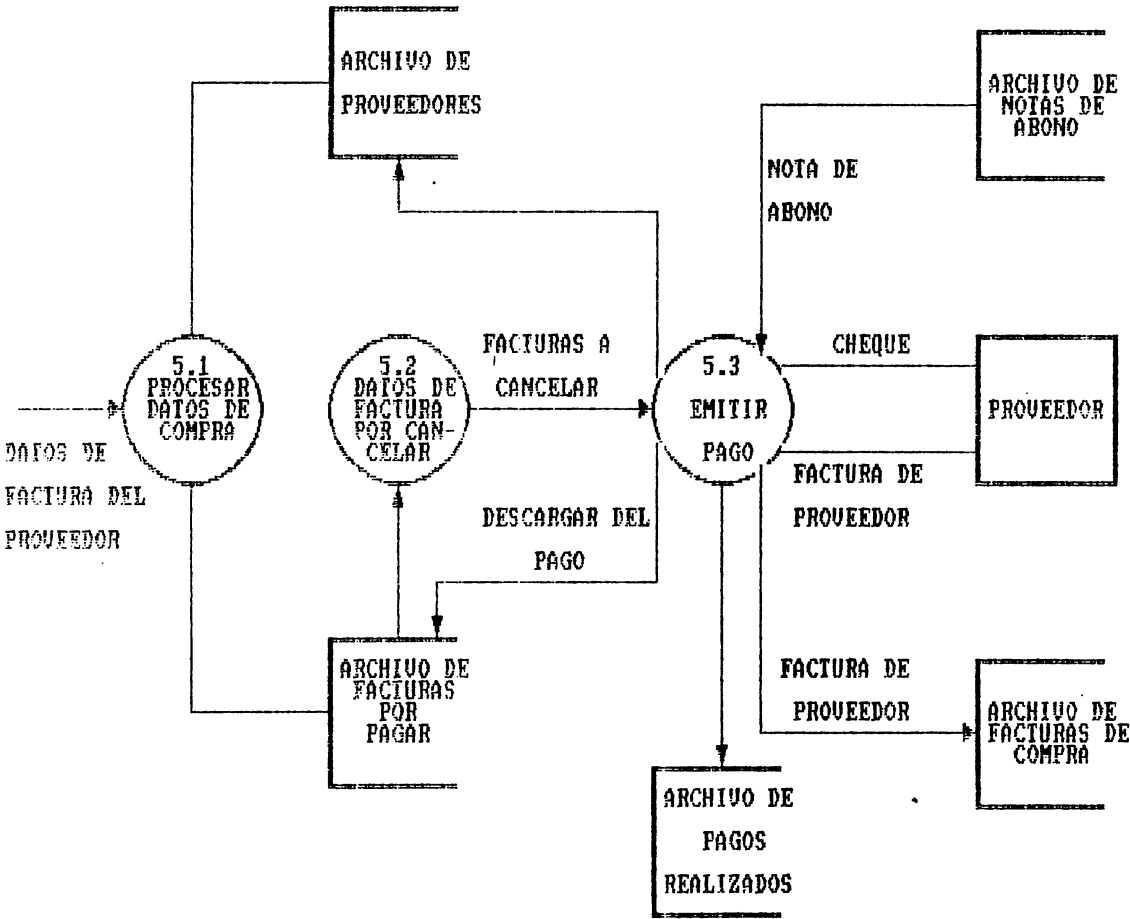 ARCHIVO DE
PROVEEDORES
ARCHIVO DE
NOTAS DE
ABONO
NOTA DE
ABONO
5.1
PROCESAR
DATOS DE
COMPRA
5.2
DATOS DE
FACTURA
POR CAN-
CELAR
FACTURAS A
CANCELAR
5.3
EMITIR
PAGO
CHEQUE
PROVEEDOR
FACTURA DE
PROVEEDOR
DATOS DE
FACTURA DEL
PROVEEDOR
DESCARGAR DEL
PAGO
ARCHIVO DE
FACTURAS
POR
PAGAR
FACTURA DE
PROVEEDOR
ARCHIVO DE
FACTURAS DE
COMPRA
ARCHIVO DE
PAGOS
REALIZADOS